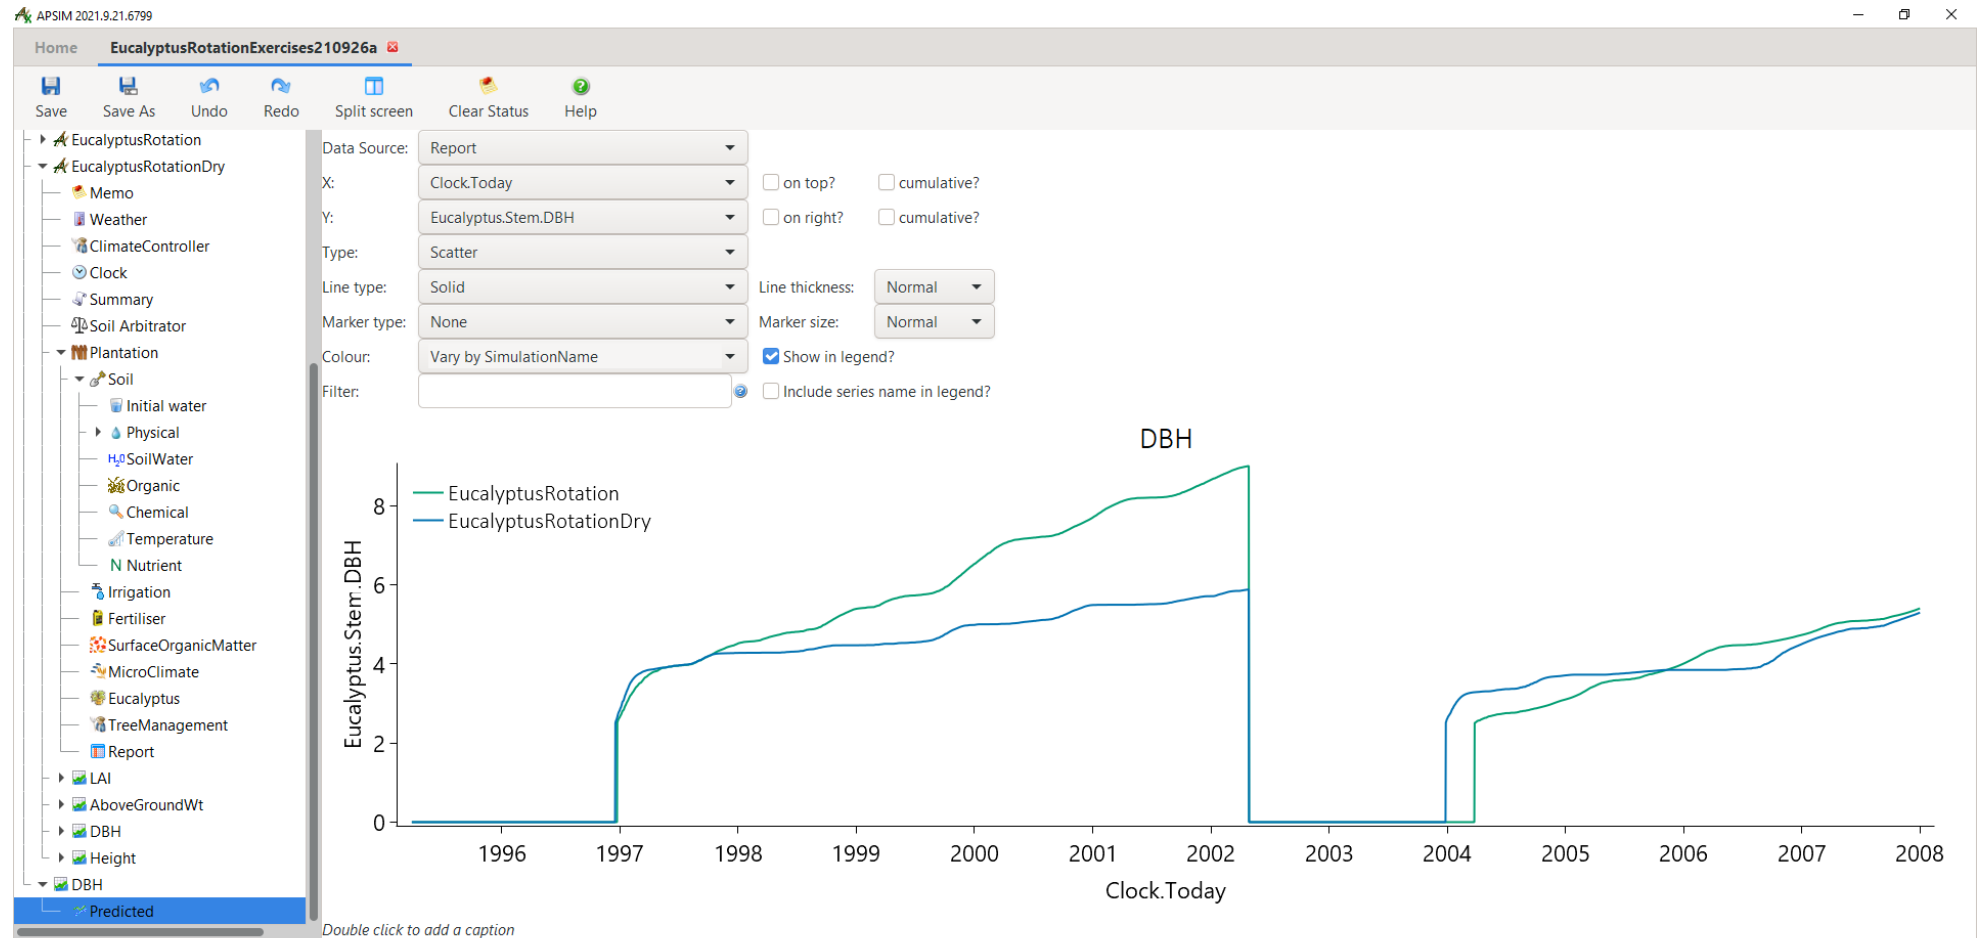 APSIM 2021.9.21.6799
Home EucalyptusRotationExercises210926a
Save Save As Undo Redo Split screen Clear Status Help
EucalyptusRotation
EucalyptusRotationDry
Memo
Weather
ClimateController
Clock
Summary
Soil Arbitrator
Plantation
Soil
Initial water
Physical
H₂O SoilWater
Organic
Chemical
Temperature
N Nutrient
Irrigation
Fertiliser
SurfaceOrganicMatter
MicroClimate
Eucalyptus
TreeManagement
Report
LAI
AboveGroundWt
DBH
Height
DBH
Predicted
Data Source: Report
X: Clock.Today on top? cumulative?
Y: Eucalyptus.Stem.DBH on right? cumulative?
Type: Scatter
Line type: Solid Line thickness: Normal
Marker type: None Marker size: Normal
Colour: Vary by SimulationName Show in legend?
Filter: Include series name in legend?
DBH
EucalyptusRotation
EucalyptusRotationDry
Eucalyptus.Stem.DBH
8
6
4
2
0
1996 1997 1998 1999 2000 2001 2002 2003 2004 2005 2006 2007 2008
Clock.Today
Double click to add a caption